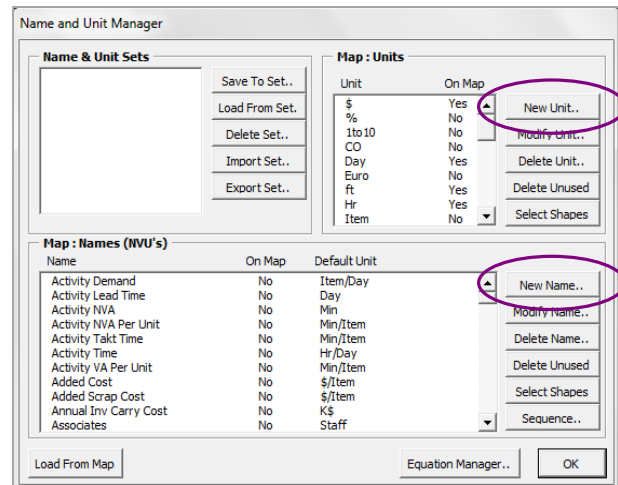 Name and Unit Manager
Name & Unit Sets
Save To Set..
Load From Set.
Delete Set..
Import Set..
Export Set..
Map : Units
Unit On Map
$ Yes
% No
1to10 No
CO No
Day Yes
Euro No
ft Yes
Hr Yes
Item No
New Unit..
Modify Unit..
Delete Unit..
Delete Unused
Select Shapes
Map : Names (NVU's)
Name On Map Default Unit
Activity Demand No Item/Day
Activity Lead Time No Day
Activity NVA No Min
Activity NVA Per Unit No Min/Item
Activity Takt Time No Min/Item
Activity Time No Hr/Day
Activity VA Per Unit No Min/Item
Added Cost No $/Item
Added Scrap Cost No $/Item
Annual Inv Carry Cost No K$
Associates No Staff
New Name..
Modify Name..
Delete Name..
Delete Unused
Select Shapes
Sequence..
Load From Map
Equation Manager..
OK